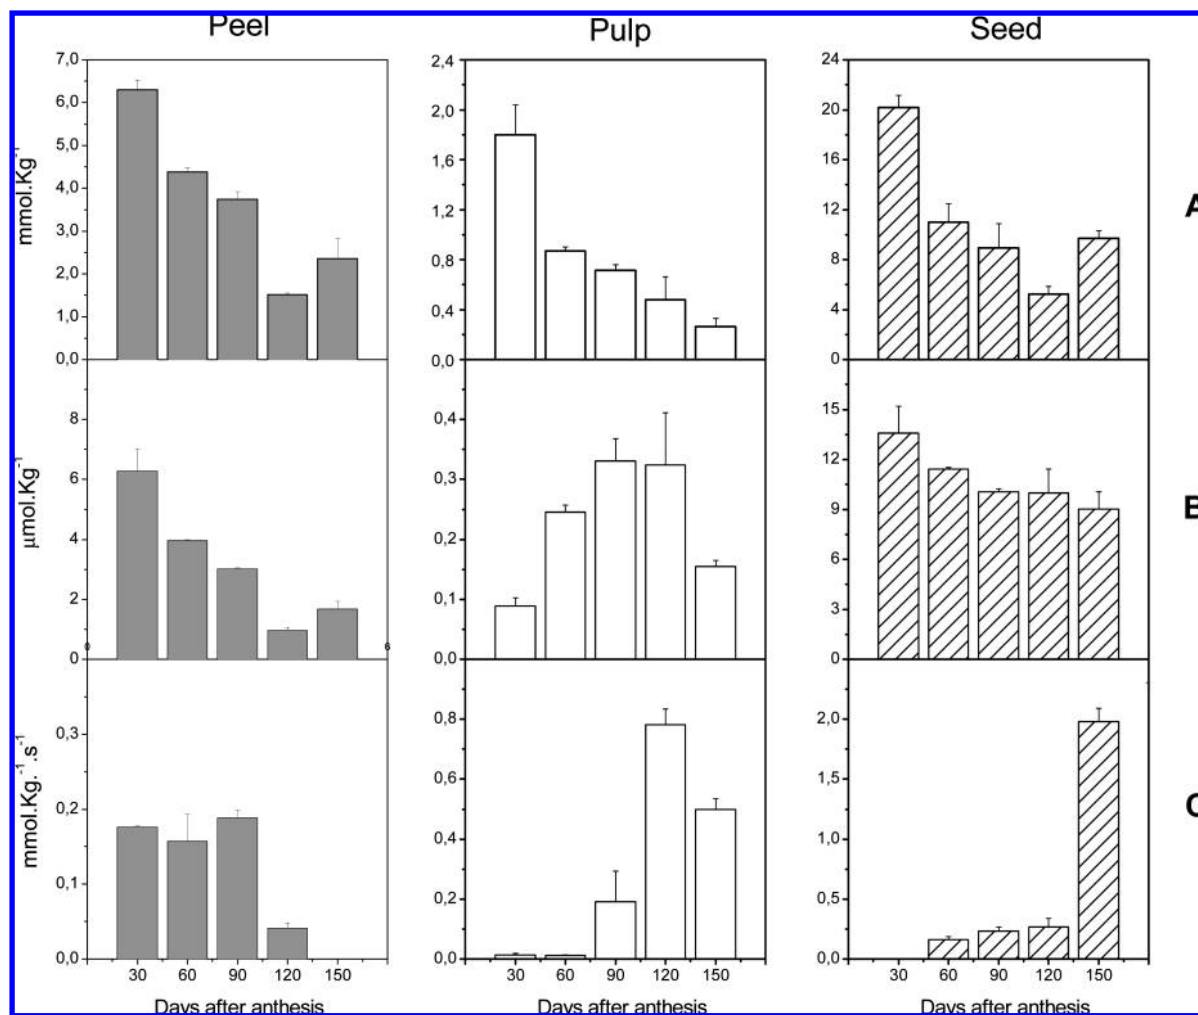 Peel Pulp Seed
7,0 2,4 24
6,0 2,0 20
5,0 1,6 16
4,0 1,2 12
3,0 0,8 8
2,0 0,4 4
1,0 0,0 0
0,0
mmol.Kg⁻¹
A
8 0,4 15
6 0,3 12
4 0,2 9
2 0,1 6
0 0,0 3
0
0 6
µmol.Kg⁻¹
B
0,3 0,8 2,0
0,2 0,6 1,5
0,1 0,4 1,0
0,0 0,2 0,5
0,0 0,0
mmol.Kg.⁻¹.s⁻¹
C
30 60 90 120 150 30 60 90 120 150 30 60 90 120 150
Days after anthesis Days after anthesis Days after anthesis